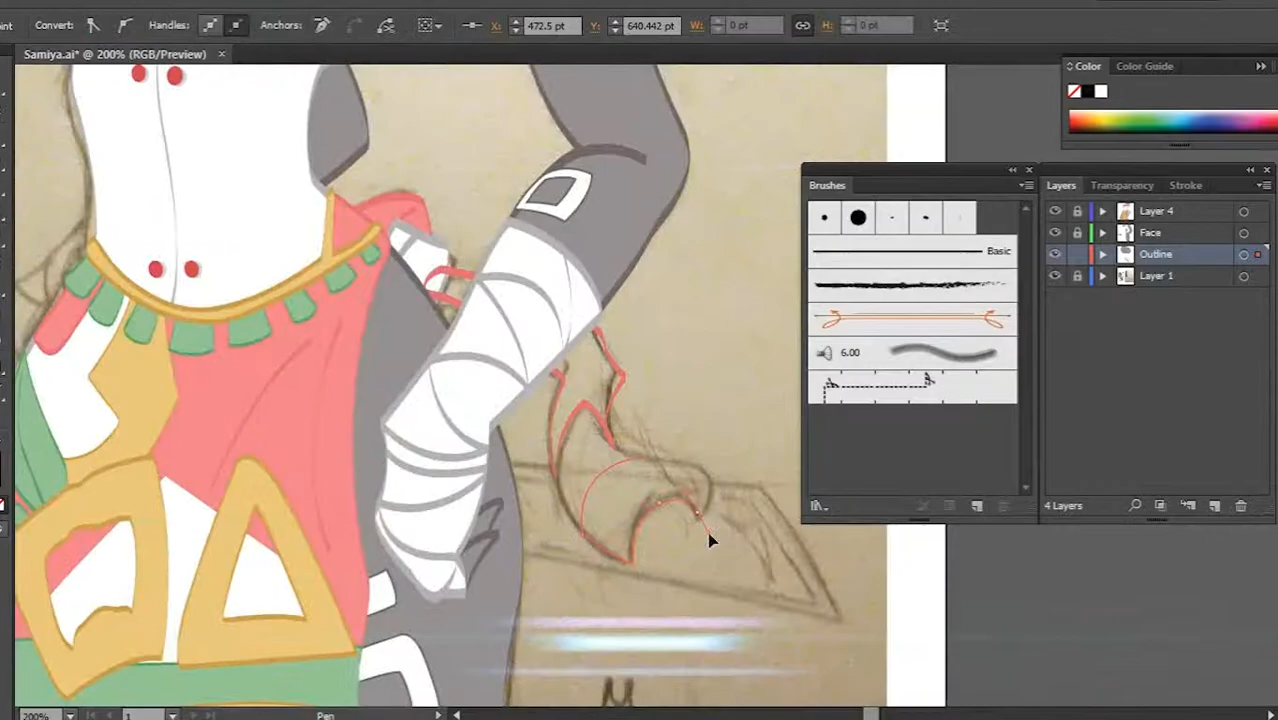 oint Convert: Handles: Anchors: X: 472.5 pt Y: 640.442 pt W: 0 pt H: 0 pt
Samiya.ai* @ 200% (RGB/Preview) ×
Color Color Guide
Brushes
Basic
6.00
Layers Transparency Stroke
Layer 4
Face
Outline
Layer 1
4 Layers
200% 1 Pen